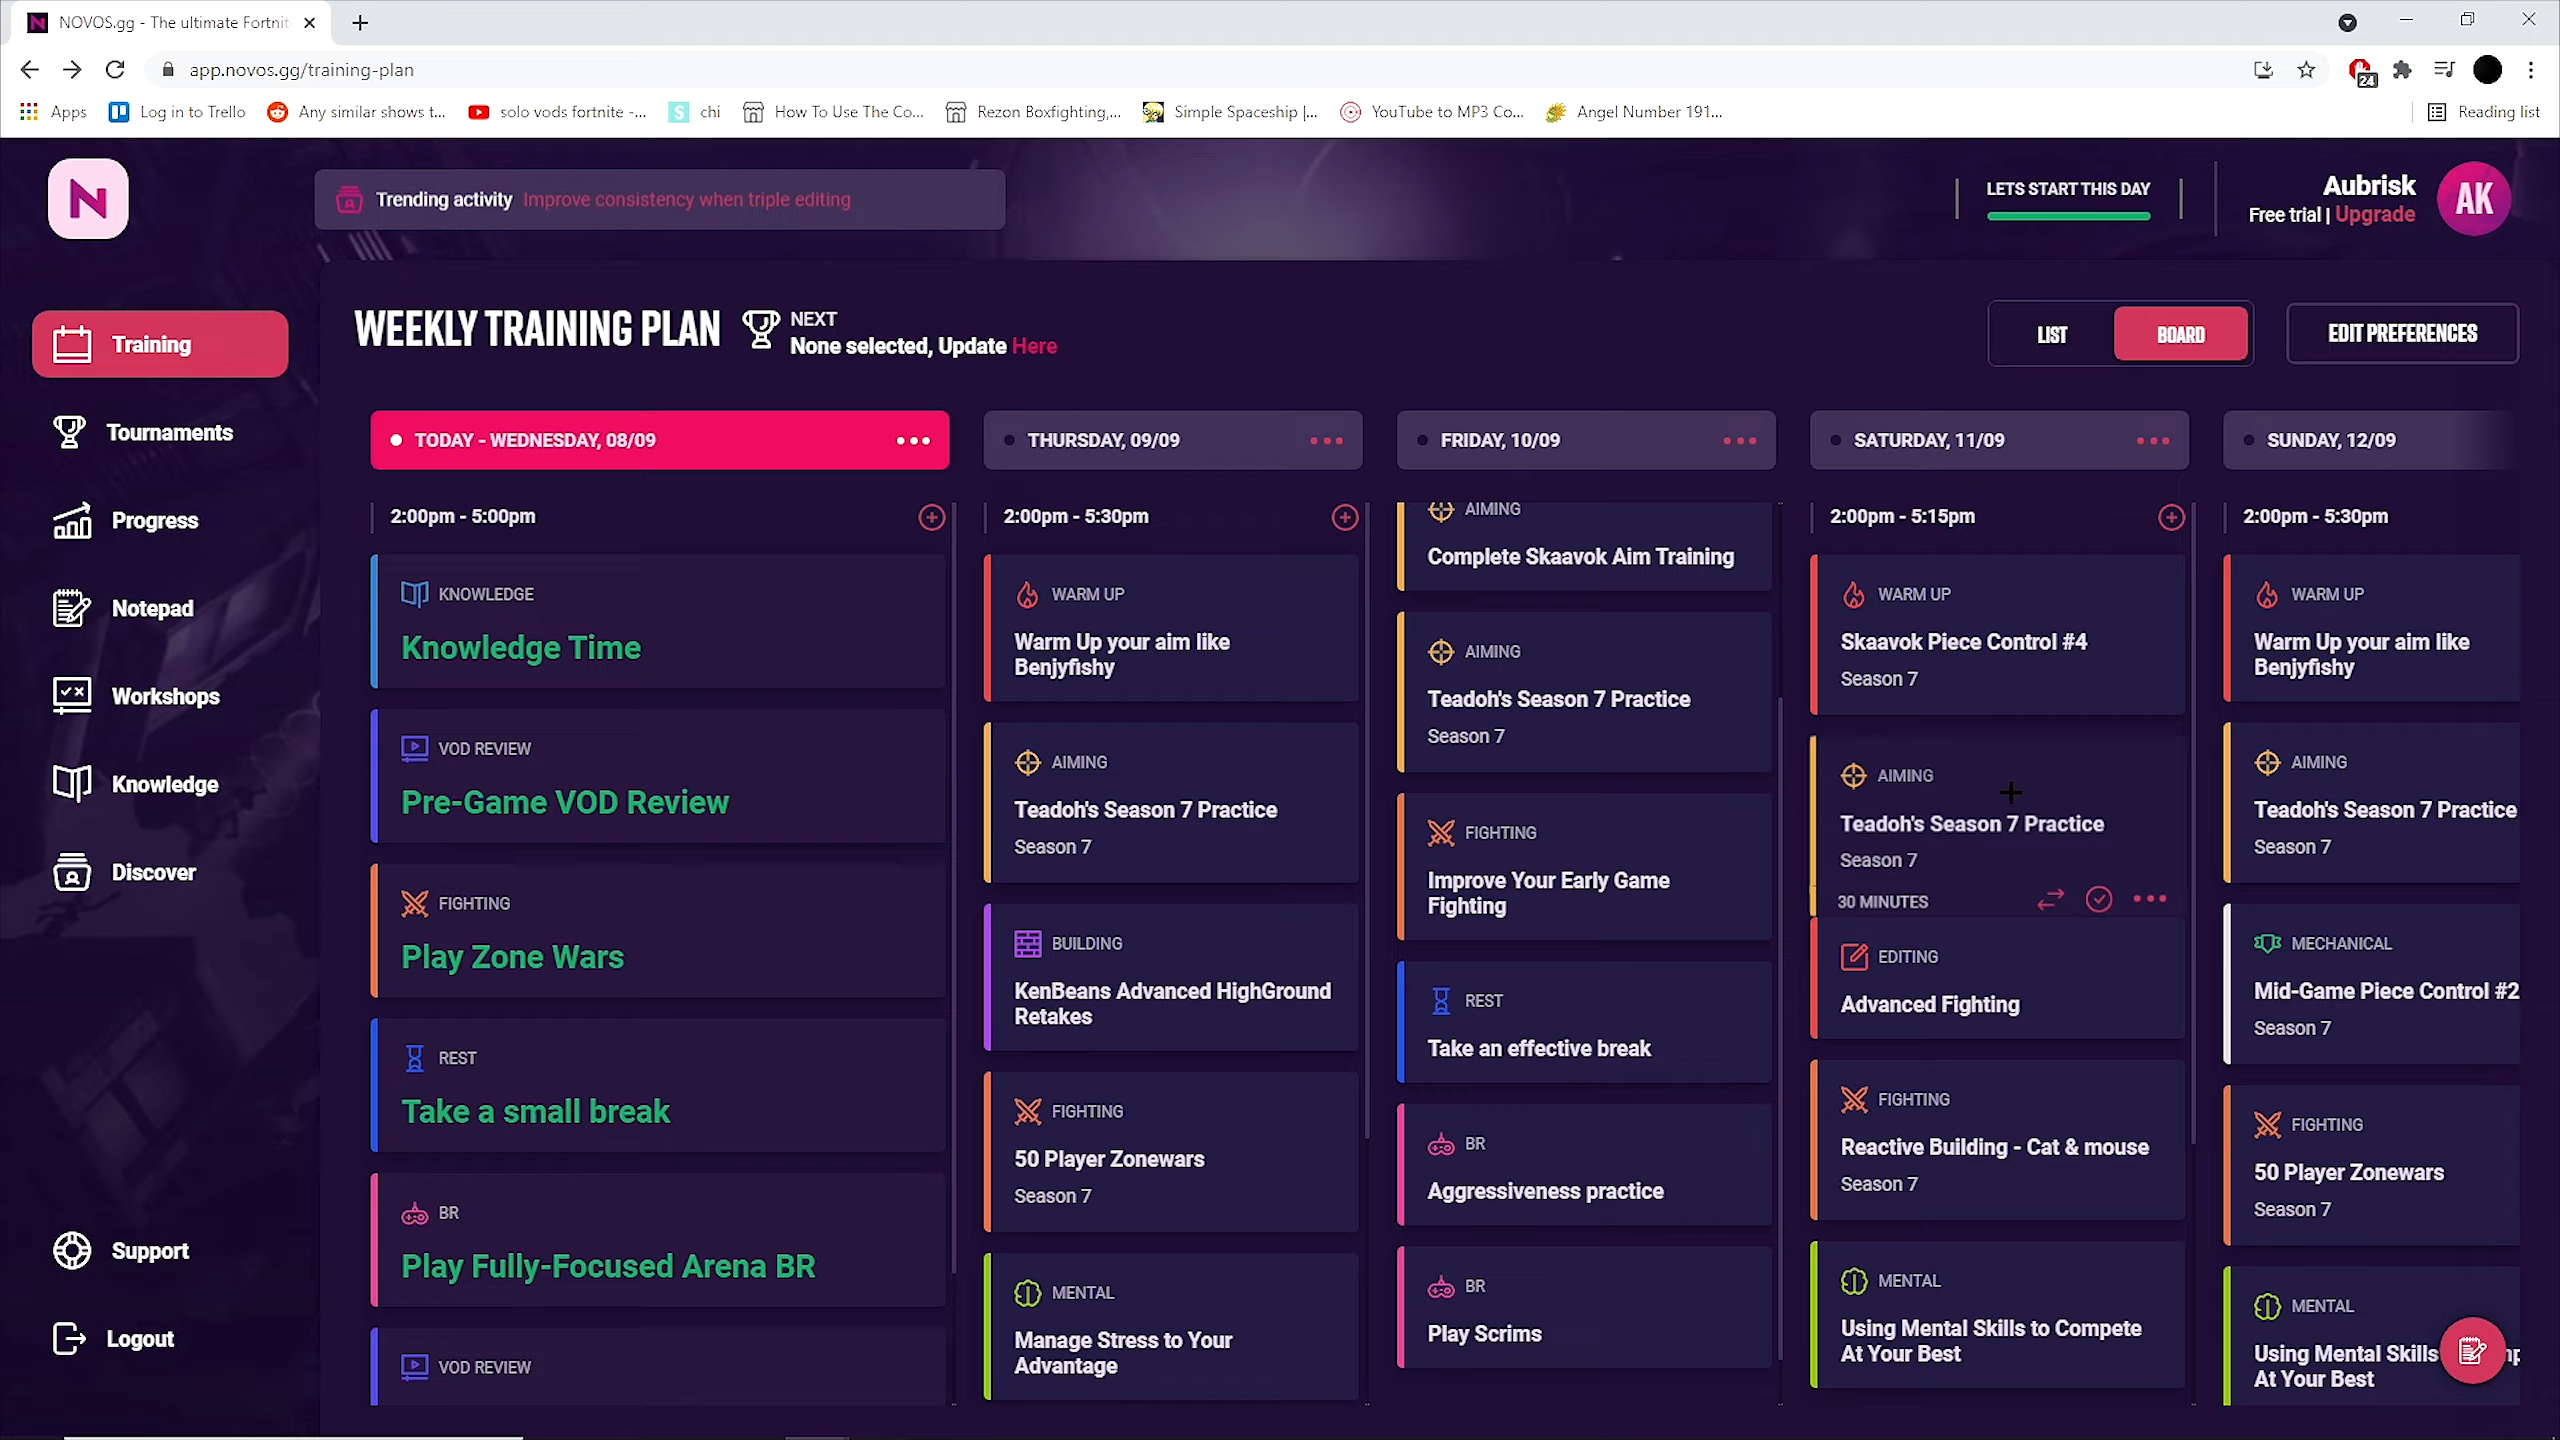 NOVOS.gg - The ultimate Fortnit
app.novos.gg/training-plan
24
Apps
Log in to Trello
Any similar shows t...
solo vods fortnite -...
chi
How To Use The Co...
Rezon Boxfighting,...
Simple Spaceship |...
YouTube to MP3 Co...
Angel Number 191...
Reading list
N
Trending activity Improve consistency when triple editing
LETS START THIS DAY
Aubrisk
Free trial | Upgrade
AK
Training
Tournaments
Progress
Notepad
Workshops
Knowledge
Discover
Support
Logout
WEEKLY TRAINING PLAN
NEXT
None selected, Update Here
LIST
BOARD
EDIT PREFERENCES
TODAY - WEDNESDAY, 08/09
2:00pm - 5:00pm
KNOWLEDGE
Knowledge Time
VOD REVIEW
Pre-Game VOD Review
FIGHTING
Play Zone Wars
REST
Take a small break
BR
Play Fully-Focused Arena BR
VOD REVIEW
THURSDAY, 09/09
2:00pm - 5:30pm
WARM UP
Warm Up your aim like
Benjyfishy
AIMING
Teadoh's Season 7 Practice
Season 7
BUILDING
KenBeans Advanced HighGround
Retakes
FIGHTING
50 Player Zonewars
Season 7
MENTAL
Manage Stress to Your
Advantage
FRIDAY, 10/09
AIMING
Complete Skaavok Aim Training
AIMING
Teadoh's Season 7 Practice
Season 7
FIGHTING
Improve Your Early Game
Fighting
REST
Take an effective break
BR
Aggressiveness practice
BR
Play Scrims
SATURDAY, 11/09
2:00pm - 5:15pm
WARM UP
Skaavok Piece Control #4
Season 7
AIMING
Teadoh's Season 7 Practice
Season 7
30 MINUTES
EDITING
Advanced Fighting
FIGHTING
Reactive Building - Cat & mouse
Season 7
MENTAL
Using Mental Skills to Compete
At Your Best
SUNDAY, 12/09
2:00pm - 5:30pm
WARM UP
Warm Up your aim like
Benjyfishy
AIMING
Teadoh's Season 7 Practice
Season 7
MECHANICAL
Mid-Game Piece Control #2
Season 7
FIGHTING
50 Player Zonewars
Season 7
MENTAL
Using Mental Skills
At Your Best